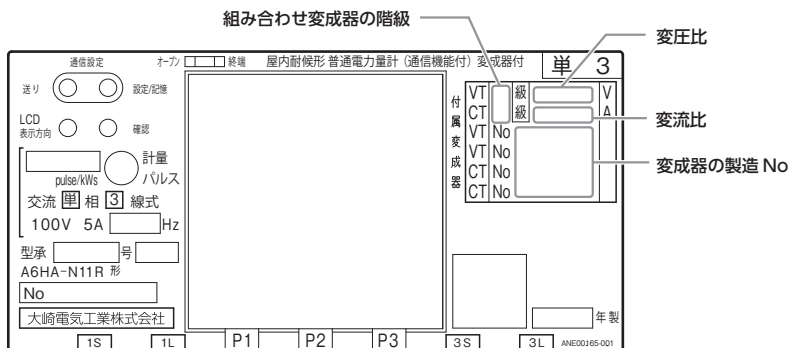 組み合わせ変成器の階級
変圧比
通信設定
オープン 終端 屋内耐候形 普通電力量計 (通信機能付) 変成器付 単 3
送り 設定/記憶
付属変成器
VT 級 V
CT 級 A
VT No
VT No
CT No
CT No
変流比
変成器の製造 No
LCD
表示方向 確認
計量
パルス
pulse/kWs
交流 単 相 3 線式
100V 5A Hz
型承 号
A6HA-N11R 形
No
大崎電気工業株式会社
年製
1S 1L P1 P2 P3 3S 3L ANE00165-001